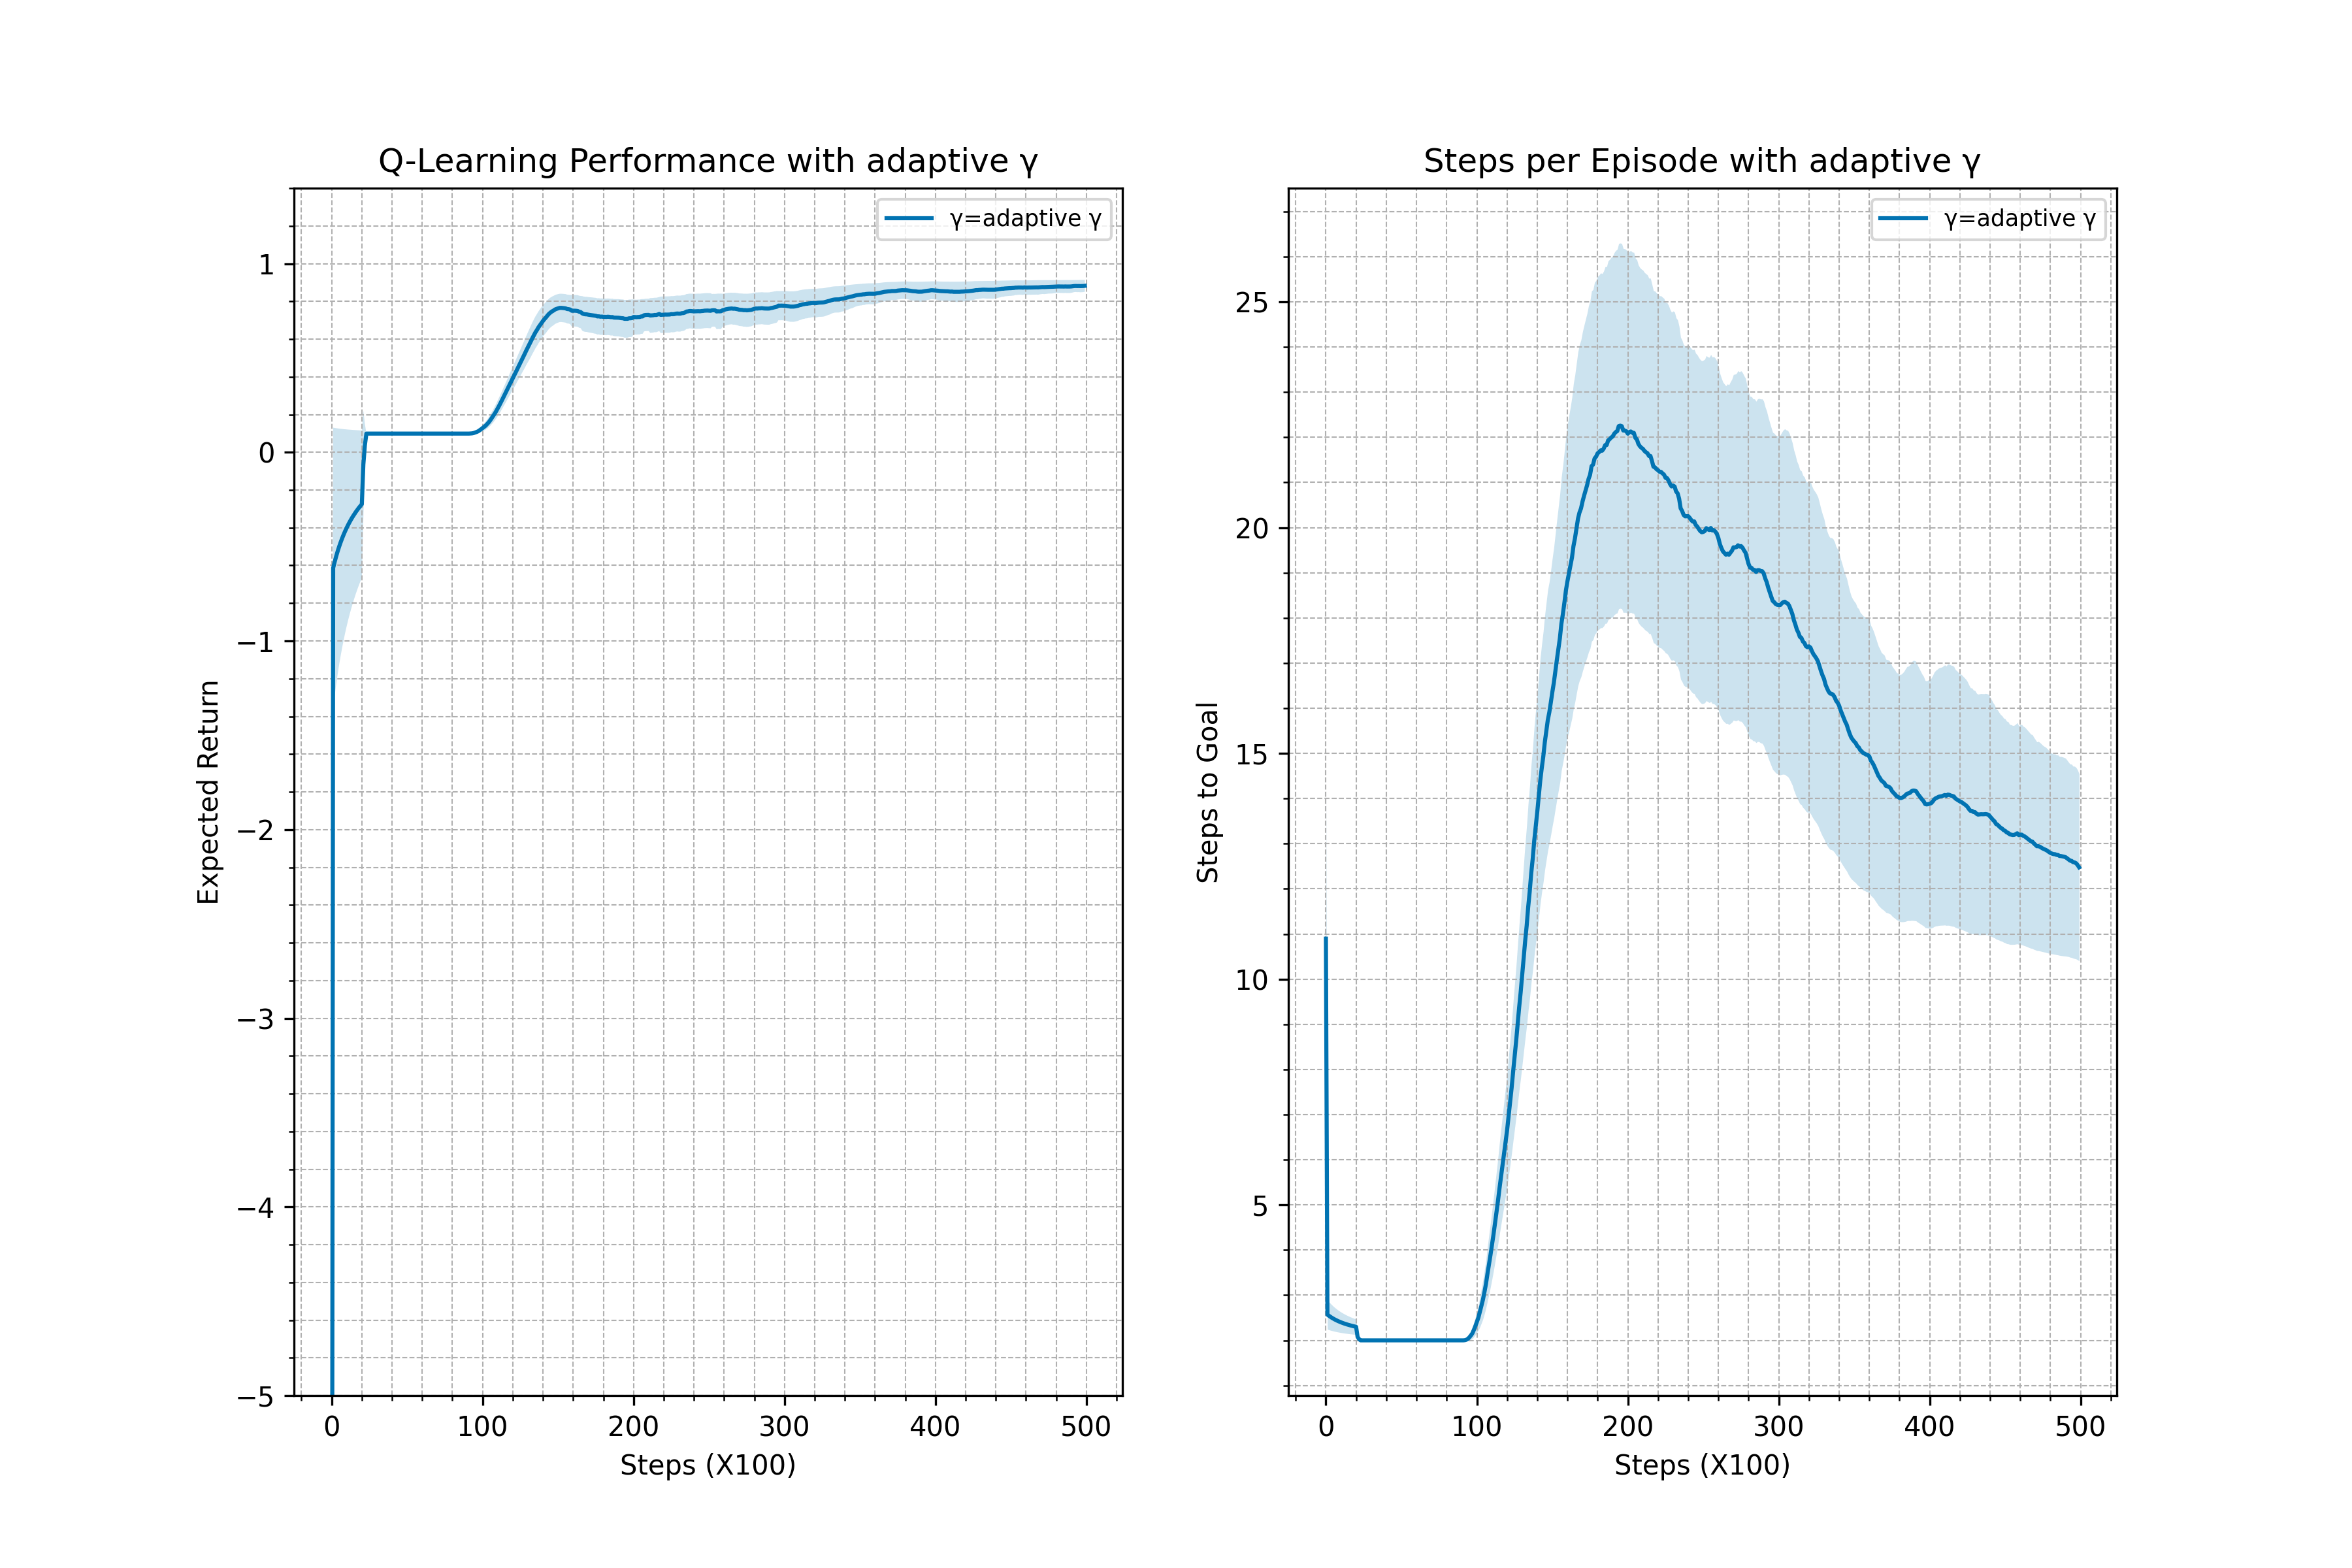 Q-Learning Performance with adaptive γ
γ=adaptive γ
1
0
−1
−2
−3
−4
−5
Expected Return
0 100 200 300 400 500
Steps (X100)
Steps per Episode with adaptive γ
γ=adaptive γ
25
20
15
10
5
Steps to Goal
0 100 200 300 400 500
Steps (X100)